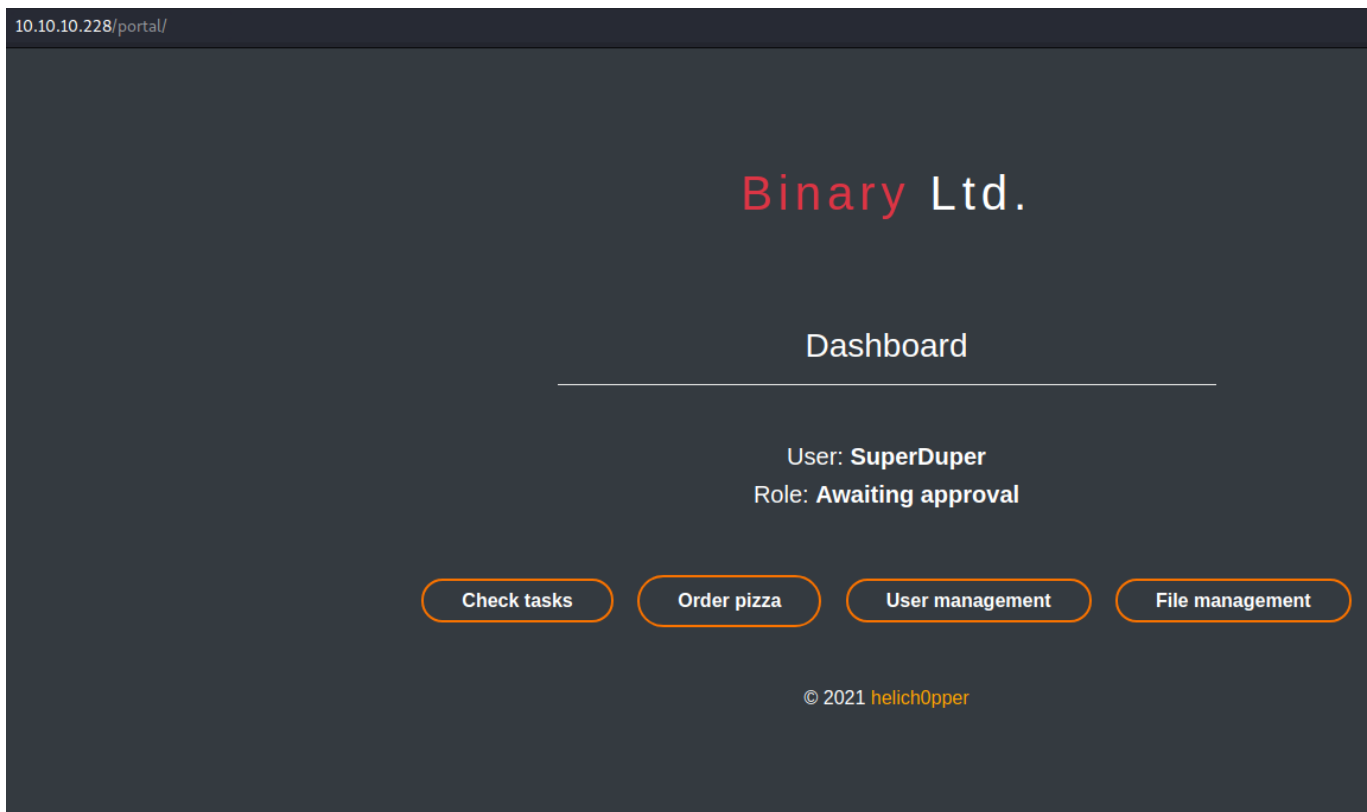 10.10.10.228/portal/
Binary Ltd.
Dashboard
User: SuperDuper
Role: Awaiting approval
Check tasks Order pizza User management File management
© 2021 helich0pper